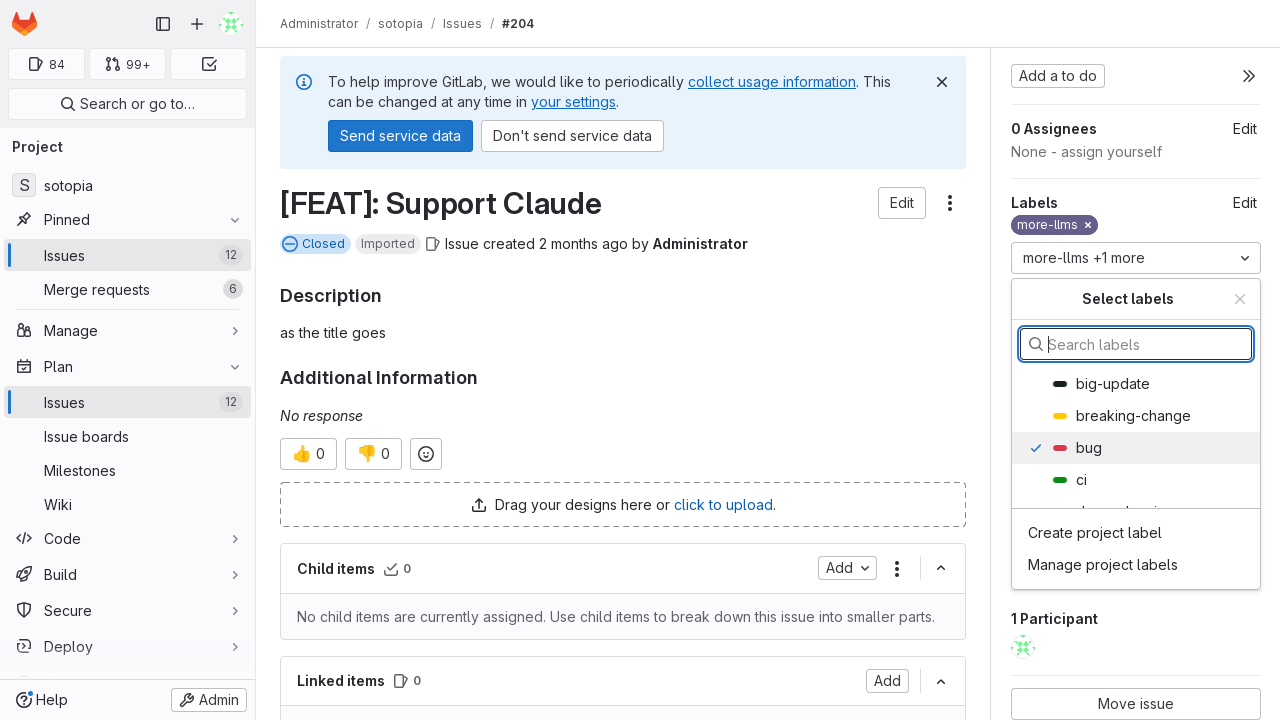 84
99+
Search or go to…
Project
S
sotopia
Pinned
Issues
12
Merge requests
6
Manage
Plan
Issues
12
Issue boards
Milestones
Wiki
Code
Build
Secure
Deploy
Help
Admin
Administrator / sotopia / Issues / #204
To help improve GitLab, we would like to periodically collect usage information. This
can be changed at any time in your settings.
Send service data
Don't send service data
[FEAT]: Support Claude
Edit
Closed
Imported
Issue created 2 months ago by Administrator
Description
as the title goes
Additional Information
No response
0
0
Drag your designs here or click to upload.
Child items
0
Add
No child items are currently assigned. Use child items to break down this issue into smaller parts.
Linked items
0
Add
Add a to do
0 Assignees
Edit
None - assign yourself
Labels
Edit
more-llms
more-llms +1 more
Select labels
Search labels
big-update
breaking-change
bug
ci
Create project label
Manage project labels
1 Participant
Move issue